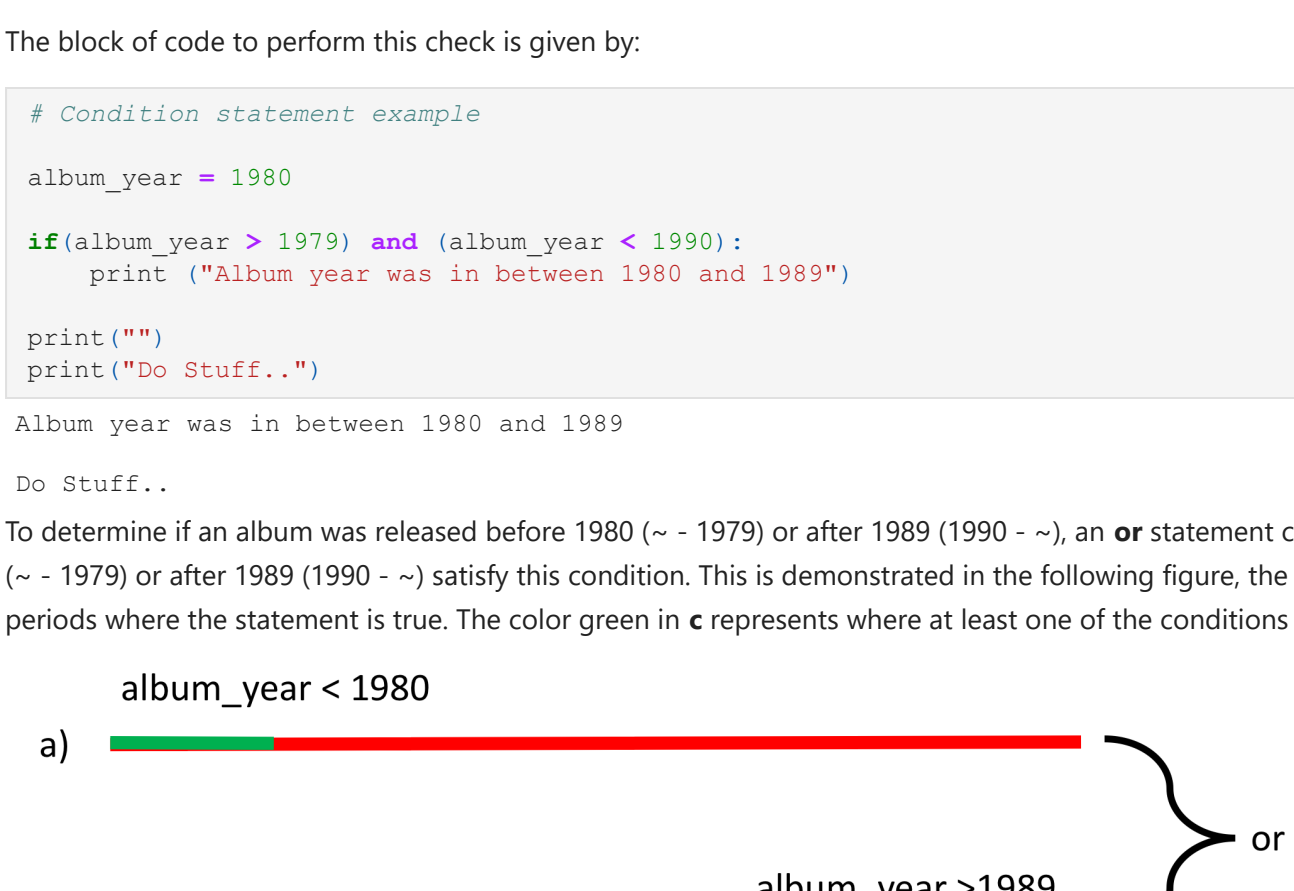 The block of code to perform this check is given by:
# Condition statement example
album_year = 1980
if(album_year > 1979) and (album_year < 1990):
    print ("Album year was in between 1980 and 1989")
print("")
print("Do Stuff..")
Album year was in between 1980 and 1989
Do Stuff..
To determine if an album was released before 1980 (~ - 1979) or after 1989 (1990 - ~), an or statement c
(~ - 1979) or after 1989 (1990 - ~) satisfy this condition. This is demonstrated in the following figure, the
periods where the statement is true. The color green in c represents where at least one of the conditions
album_year < 1980
a)
or
album_year >1989